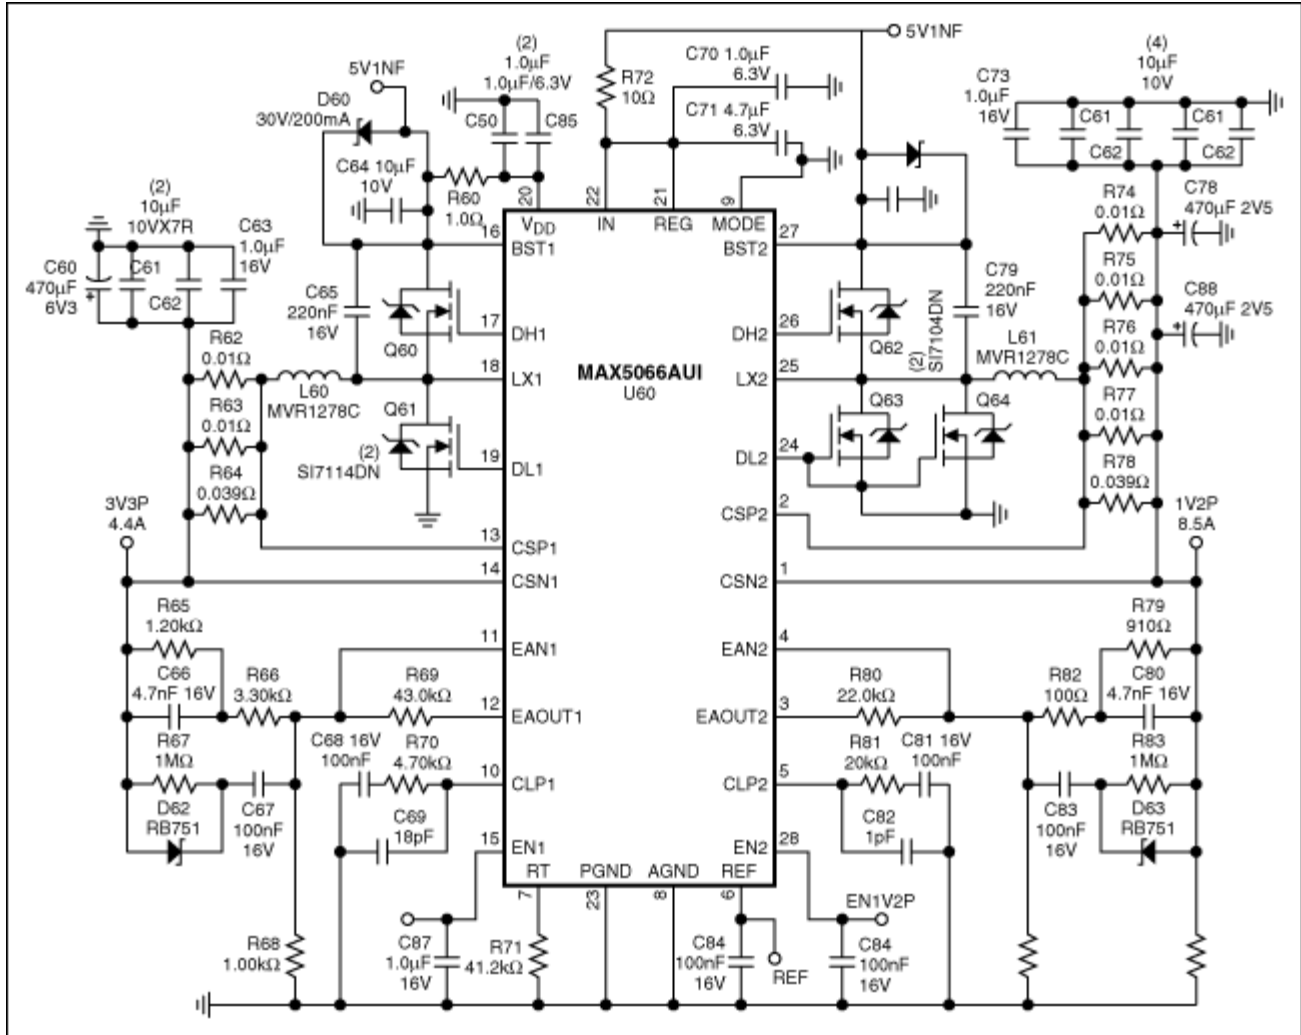 5V1NF
D60
30V/200mA
(2)
1.0µF
1.0µF/6.3V
C50
C85
R72
10Ω
C70 1.0µF
6.3V
C71 4.7µF
6.3V
5V1NF
C73
1.0µF
16V
(4)
10µF
10V
C61
C62
C61
C62
C64 10µF
10V
R60
1.0Ω
(2)
10µF
10VX7R
C63
1.0µF
16V
C60
470µF
6V3
+
C61
C62
C65
220nF
16V
Q60
R62
0.01Ω
R63
0.01Ω
R64
0.039Ω
L60
MVR1278C
Q61
(2)
SI7114DN
3V3P
4.4A
20
22
21
9
VDD
IN
REG
MODE
16
BST1
17
DH1
18
LX1
19
DL1
13
CSP1
14
CSN1
11
EAN1
12
EAOUT1
10
CLP1
15
EN1
MAX5066AUI
U60
27
BST2
26
DH2
25
LX2
24
DL2
2
CSP2
1
CSN2
4
EAN2
3
EAOUT2
5
CLP2
28
EN2
RT
PGND
AGND
REF
7
23
8
6
Q62
(2)
SI7104DN
C79
220nF
16V
Q63
Q64
L61
MVR1278C
R74
0.01Ω
R75
0.01Ω
R76
0.01Ω
R77
0.01Ω
R78
0.039Ω
C78
470µF 2V5
+
C88
470µF 2V5
+
1V2P
8.5A
R65
1.20kΩ
C66
4.7nF 16V
R66
3.30kΩ
R67
1MΩ
D62
RB751
C67
100nF
16V
R68
1.00kΩ
R69
43.0kΩ
C68 16V
100nF
R70
4.70kΩ
C69
18pF
C87
1.0µF
16V
R71
41.2kΩ
C84
100nF
16V
REF
EN1V2P
C84
100nF
16V
R80
22.0kΩ
R81
20kΩ
C81 16V
100nF
C82
1pF
R79
910Ω
R82
100Ω
C80
4.7nF 16V
R83
1MΩ
C83
100nF
16V
D63
RB751